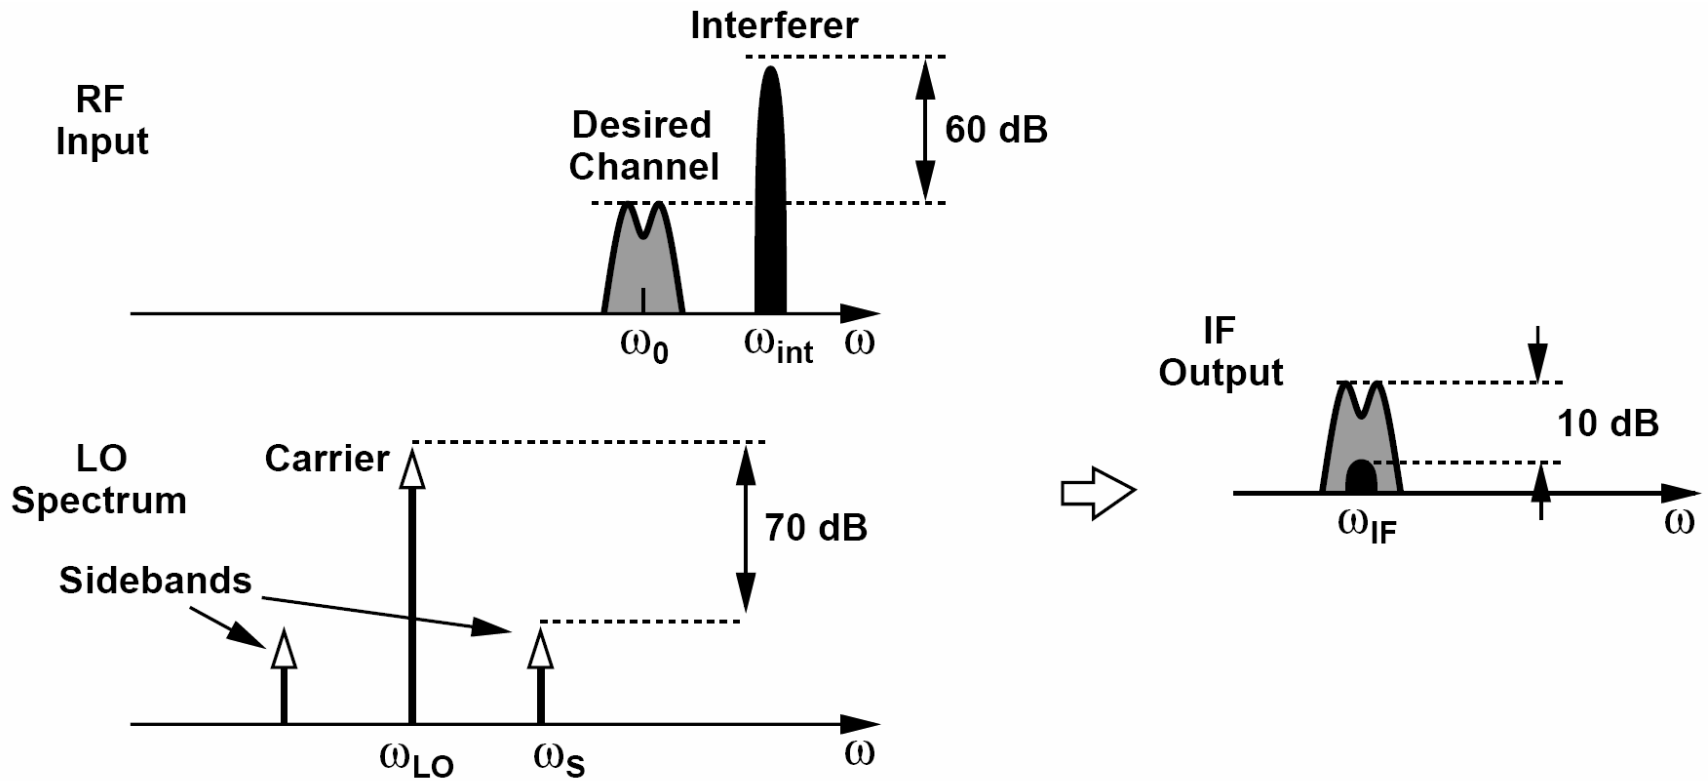 Interferer
RF
Input
Desired
Channel
60 dB
ω0
ωint
ω
LO
Spectrum
Carrier
70 dB
Sidebands
ωLO
ωS
ω
IF
Output
10 dB
ωIF
ω